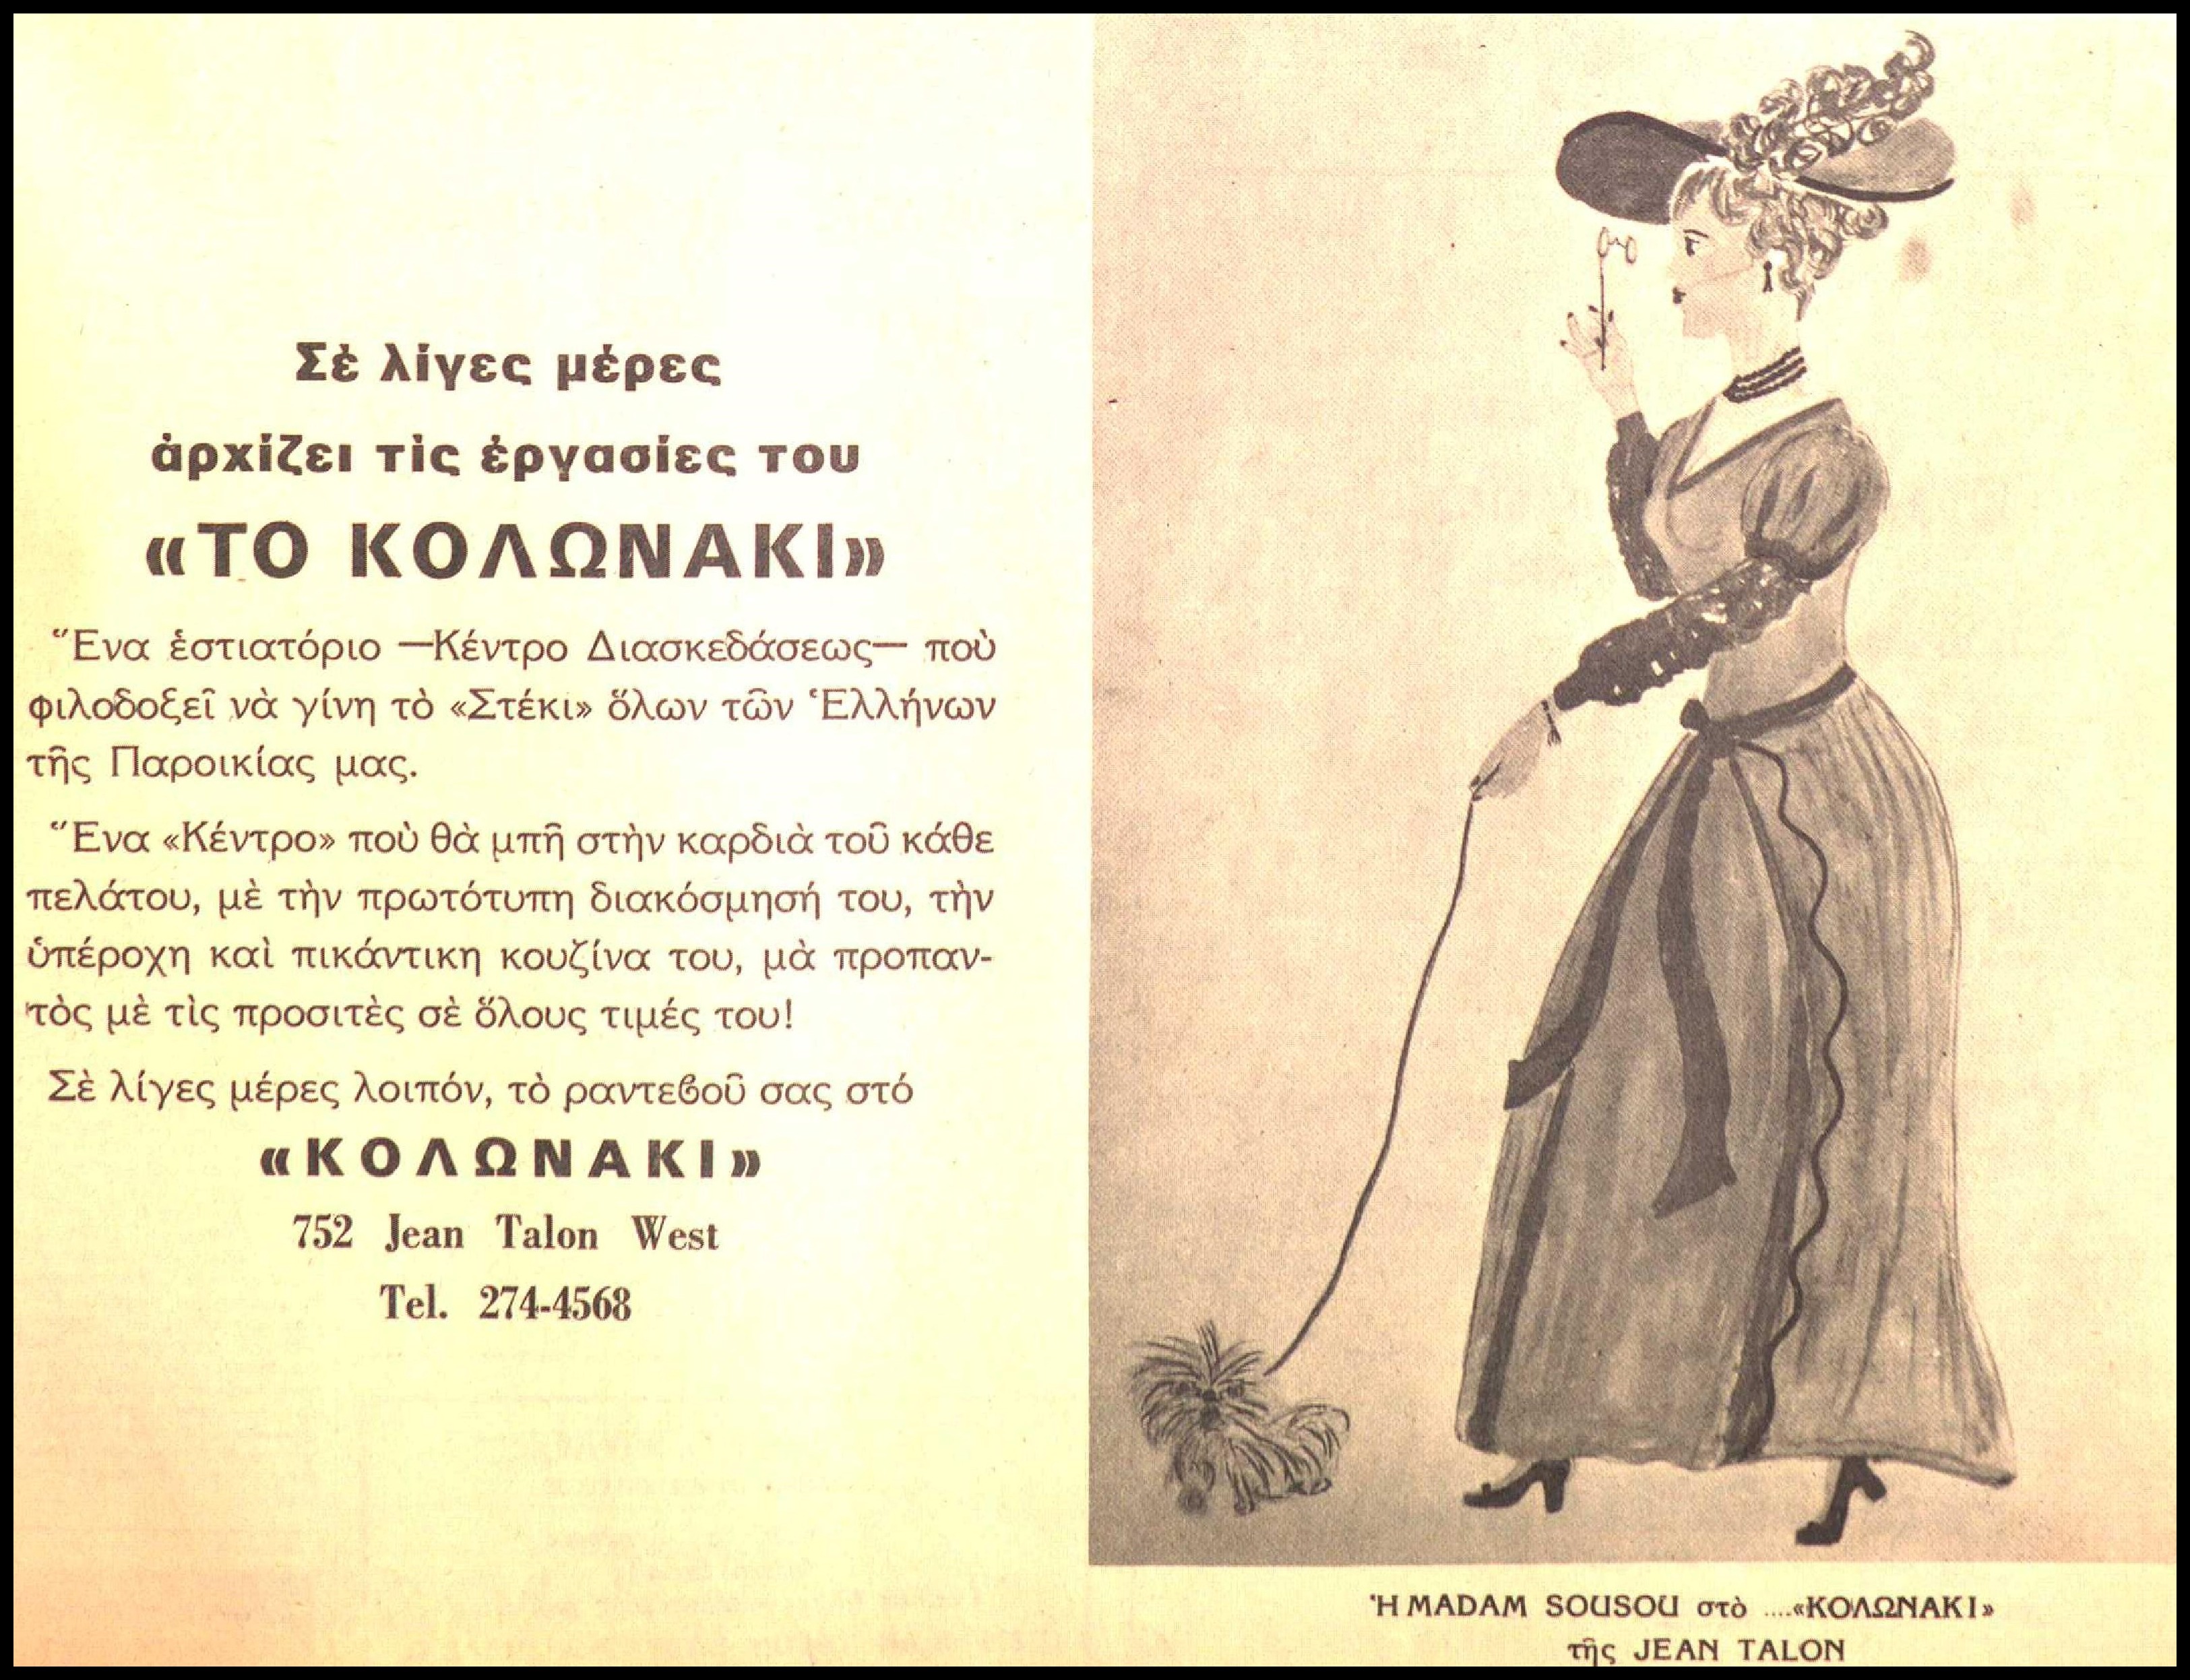 Σὲ λίγες μέρες
ἀρχίζει τὶς ἐργασίες του
«ΤΟ ΚΟΛΩΝΑΚΙ»
Ἕνα ἑστιατόριο —Κέντρο Διασκεδάσεως— ποὺ
φιλοδοξεῖ νὰ γίνη τὸ «Στέκι» ὅλων τῶν Ἑλλήνων
τῆς Παροικίας μας.
Ἕνα «Κέντρο» ποὺ θὰ μπῆ στὴν καρδιὰ τοῦ κάθε
πελάτου, μὲ τὴν πρωτότυπη διακόσμησή του, τὴν
ὑπέροχη καὶ πικάντικη κουζίνα του, μὰ προπαν-
τὸς μὲ τὶς προσιτὲς σὲ ὅλους τιμές του!
Σὲ λίγες μέρες λοιπόν, τὸ ραντεϐοῦ σας στό
«ΚΟΛΩΝΑΚΙ»
752 Jean Talon West
Tel. 274-4568
Ἡ MADAM SOUSOU στὸ ....«ΚΟΛΩΝΑΚΙ»
τῆς JEAN TALON